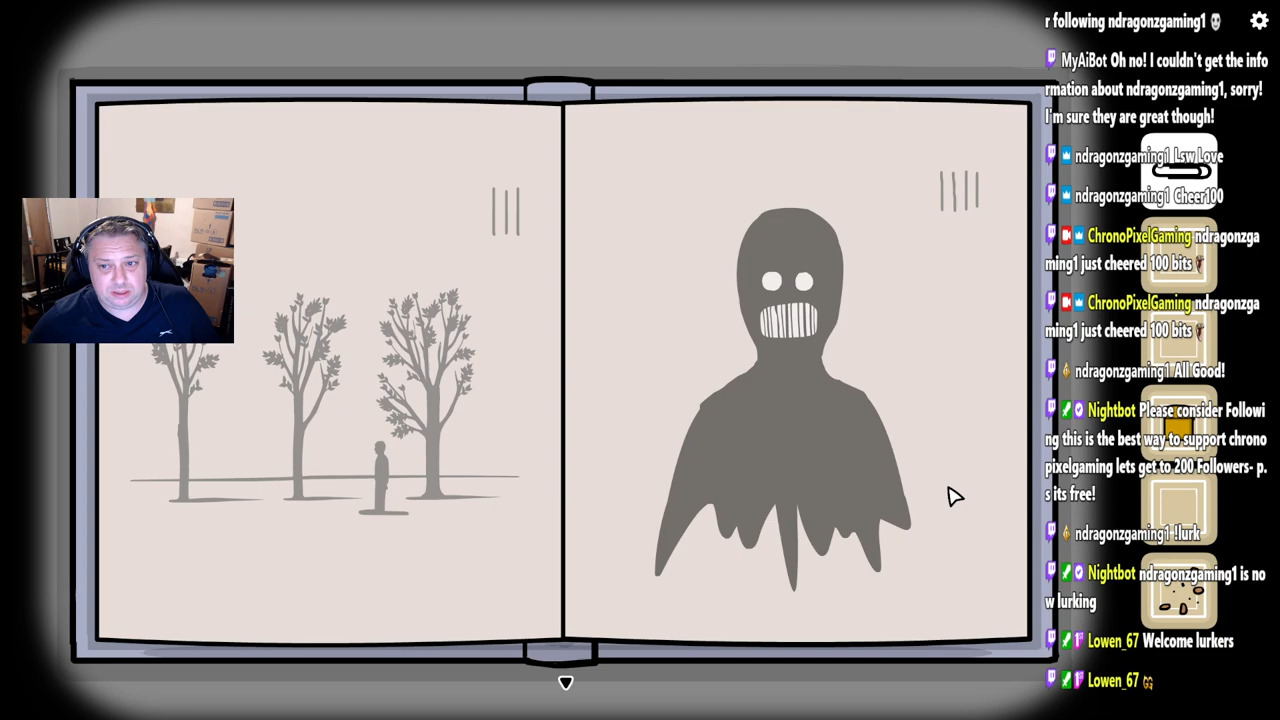 r following ndragonzgaming1
MyAiBot Oh no! I couldn't get the info
rmation about ndragonzgaming1, sorry!
I'm sure they are great though!
ndragonzgaming1 Lsw Love
ndragonzgaming1 Cheer100
ChronoPixelGaming ndragonzga
ming1 just cheered 100 bits
ChronoPixelGaming ndragonzga
ming1 just cheered 100 bits
ndragonzgaming1 All Good!
Nightbot Please consider Followi
ng this is the best way to support chrono
pixelgaming lets get to 200 Followers- p.
s its free!
ndragonzgaming1 !lurk
Nightbot ndragonzgaming1 is no
w lurking
Lowen_67 Welcome lurkers
Lowen_67